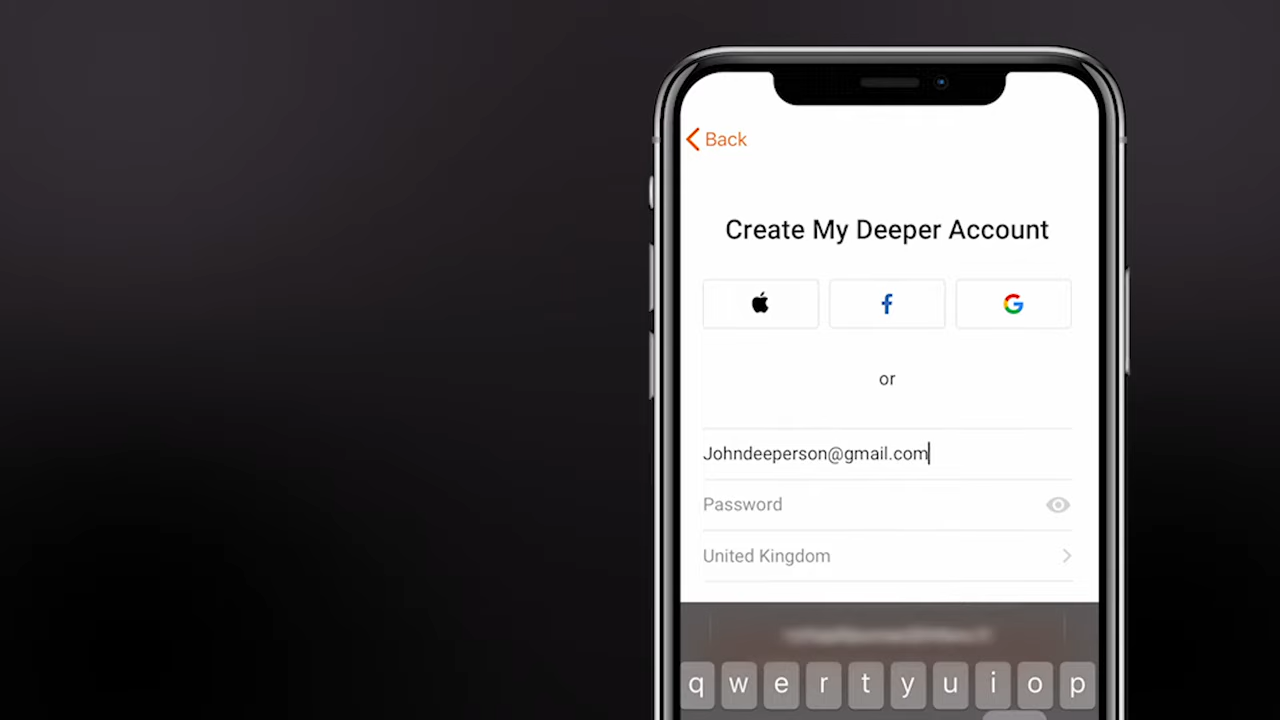 Back
Create My Deeper Account
or
Johndeeperson@gmail.com
Password
United Kingdom
q w e r t y u i o p